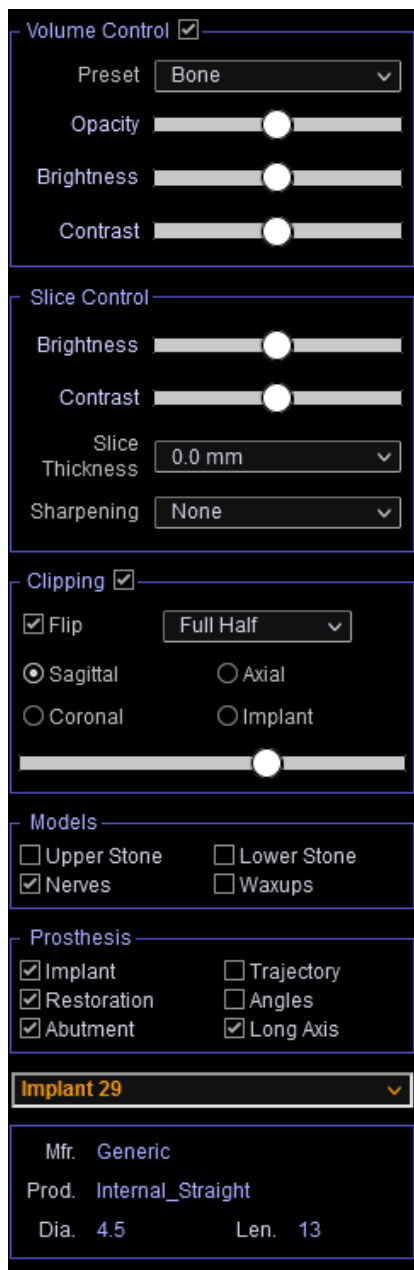 Volume Control
Preset Bone
Opacity
Brightness
Contrast
Slice Control
Brightness
Contrast
Slice
Thickness 0.0 mm
Sharpening None
Clipping
Flip Full Half
Sagittal Axial
Coronal Implant
Models
Upper Stone Lower Stone
Nerves Waxups
Prosthesis
Implant Trajectory
Restoration Angles
Abutment Long Axis
Implant 29
Mfr. Generic
Prod. Internal_Straight
Dia. 4.5 Len. 13